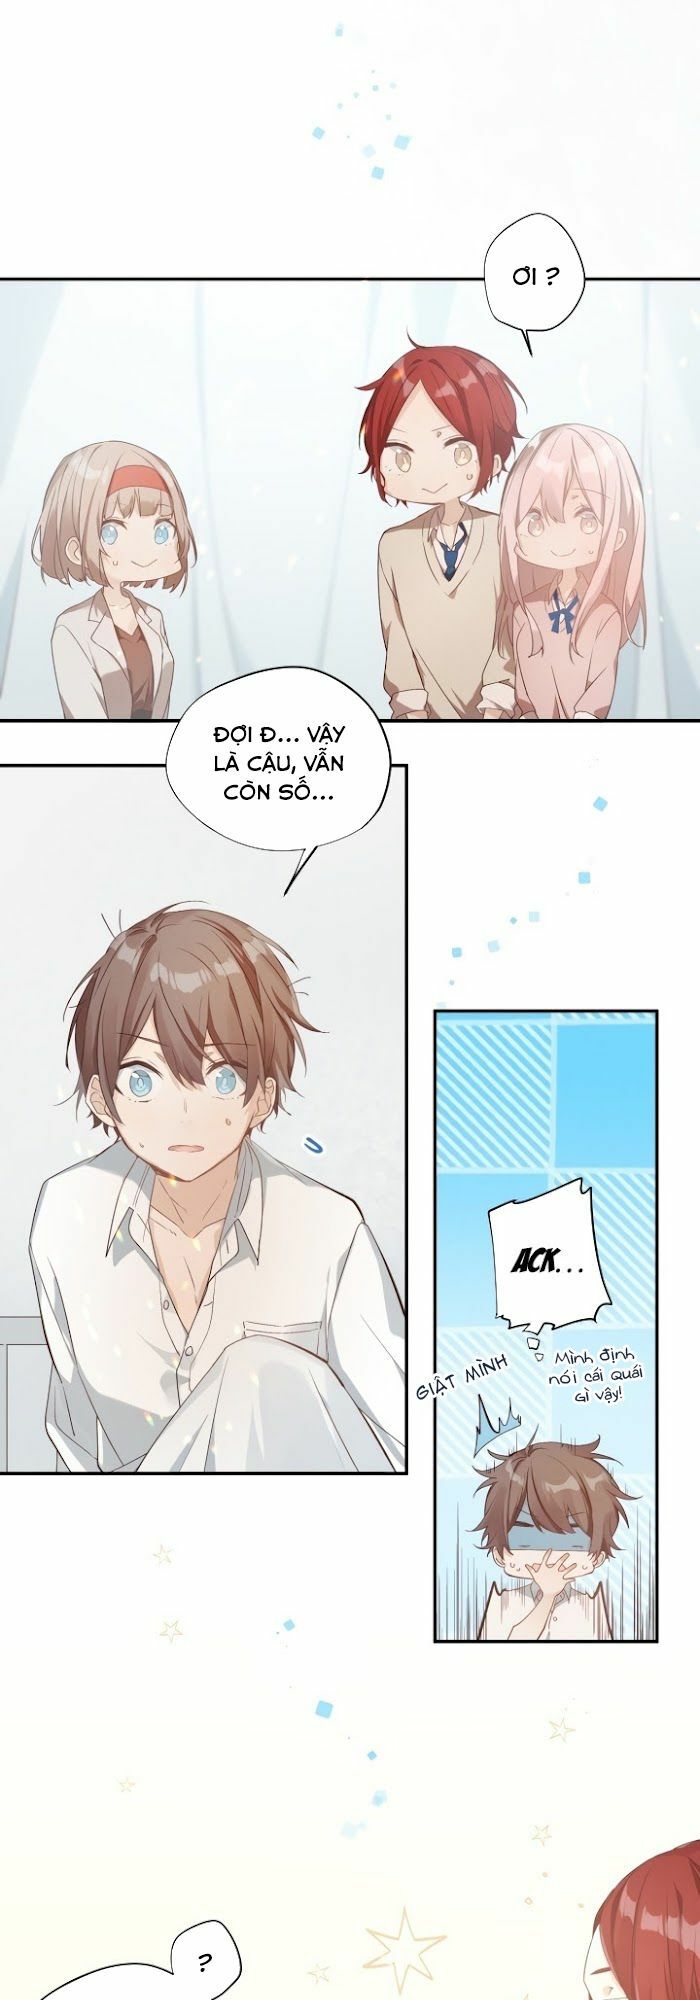 ƠI ?
ĐỢI Đ... VẬY
LÀ CẬU, VẪN
CÒN SỐ...
ACK...
GIẬT MÌNH
Mình định
nói cái quái
gì vậy!
?